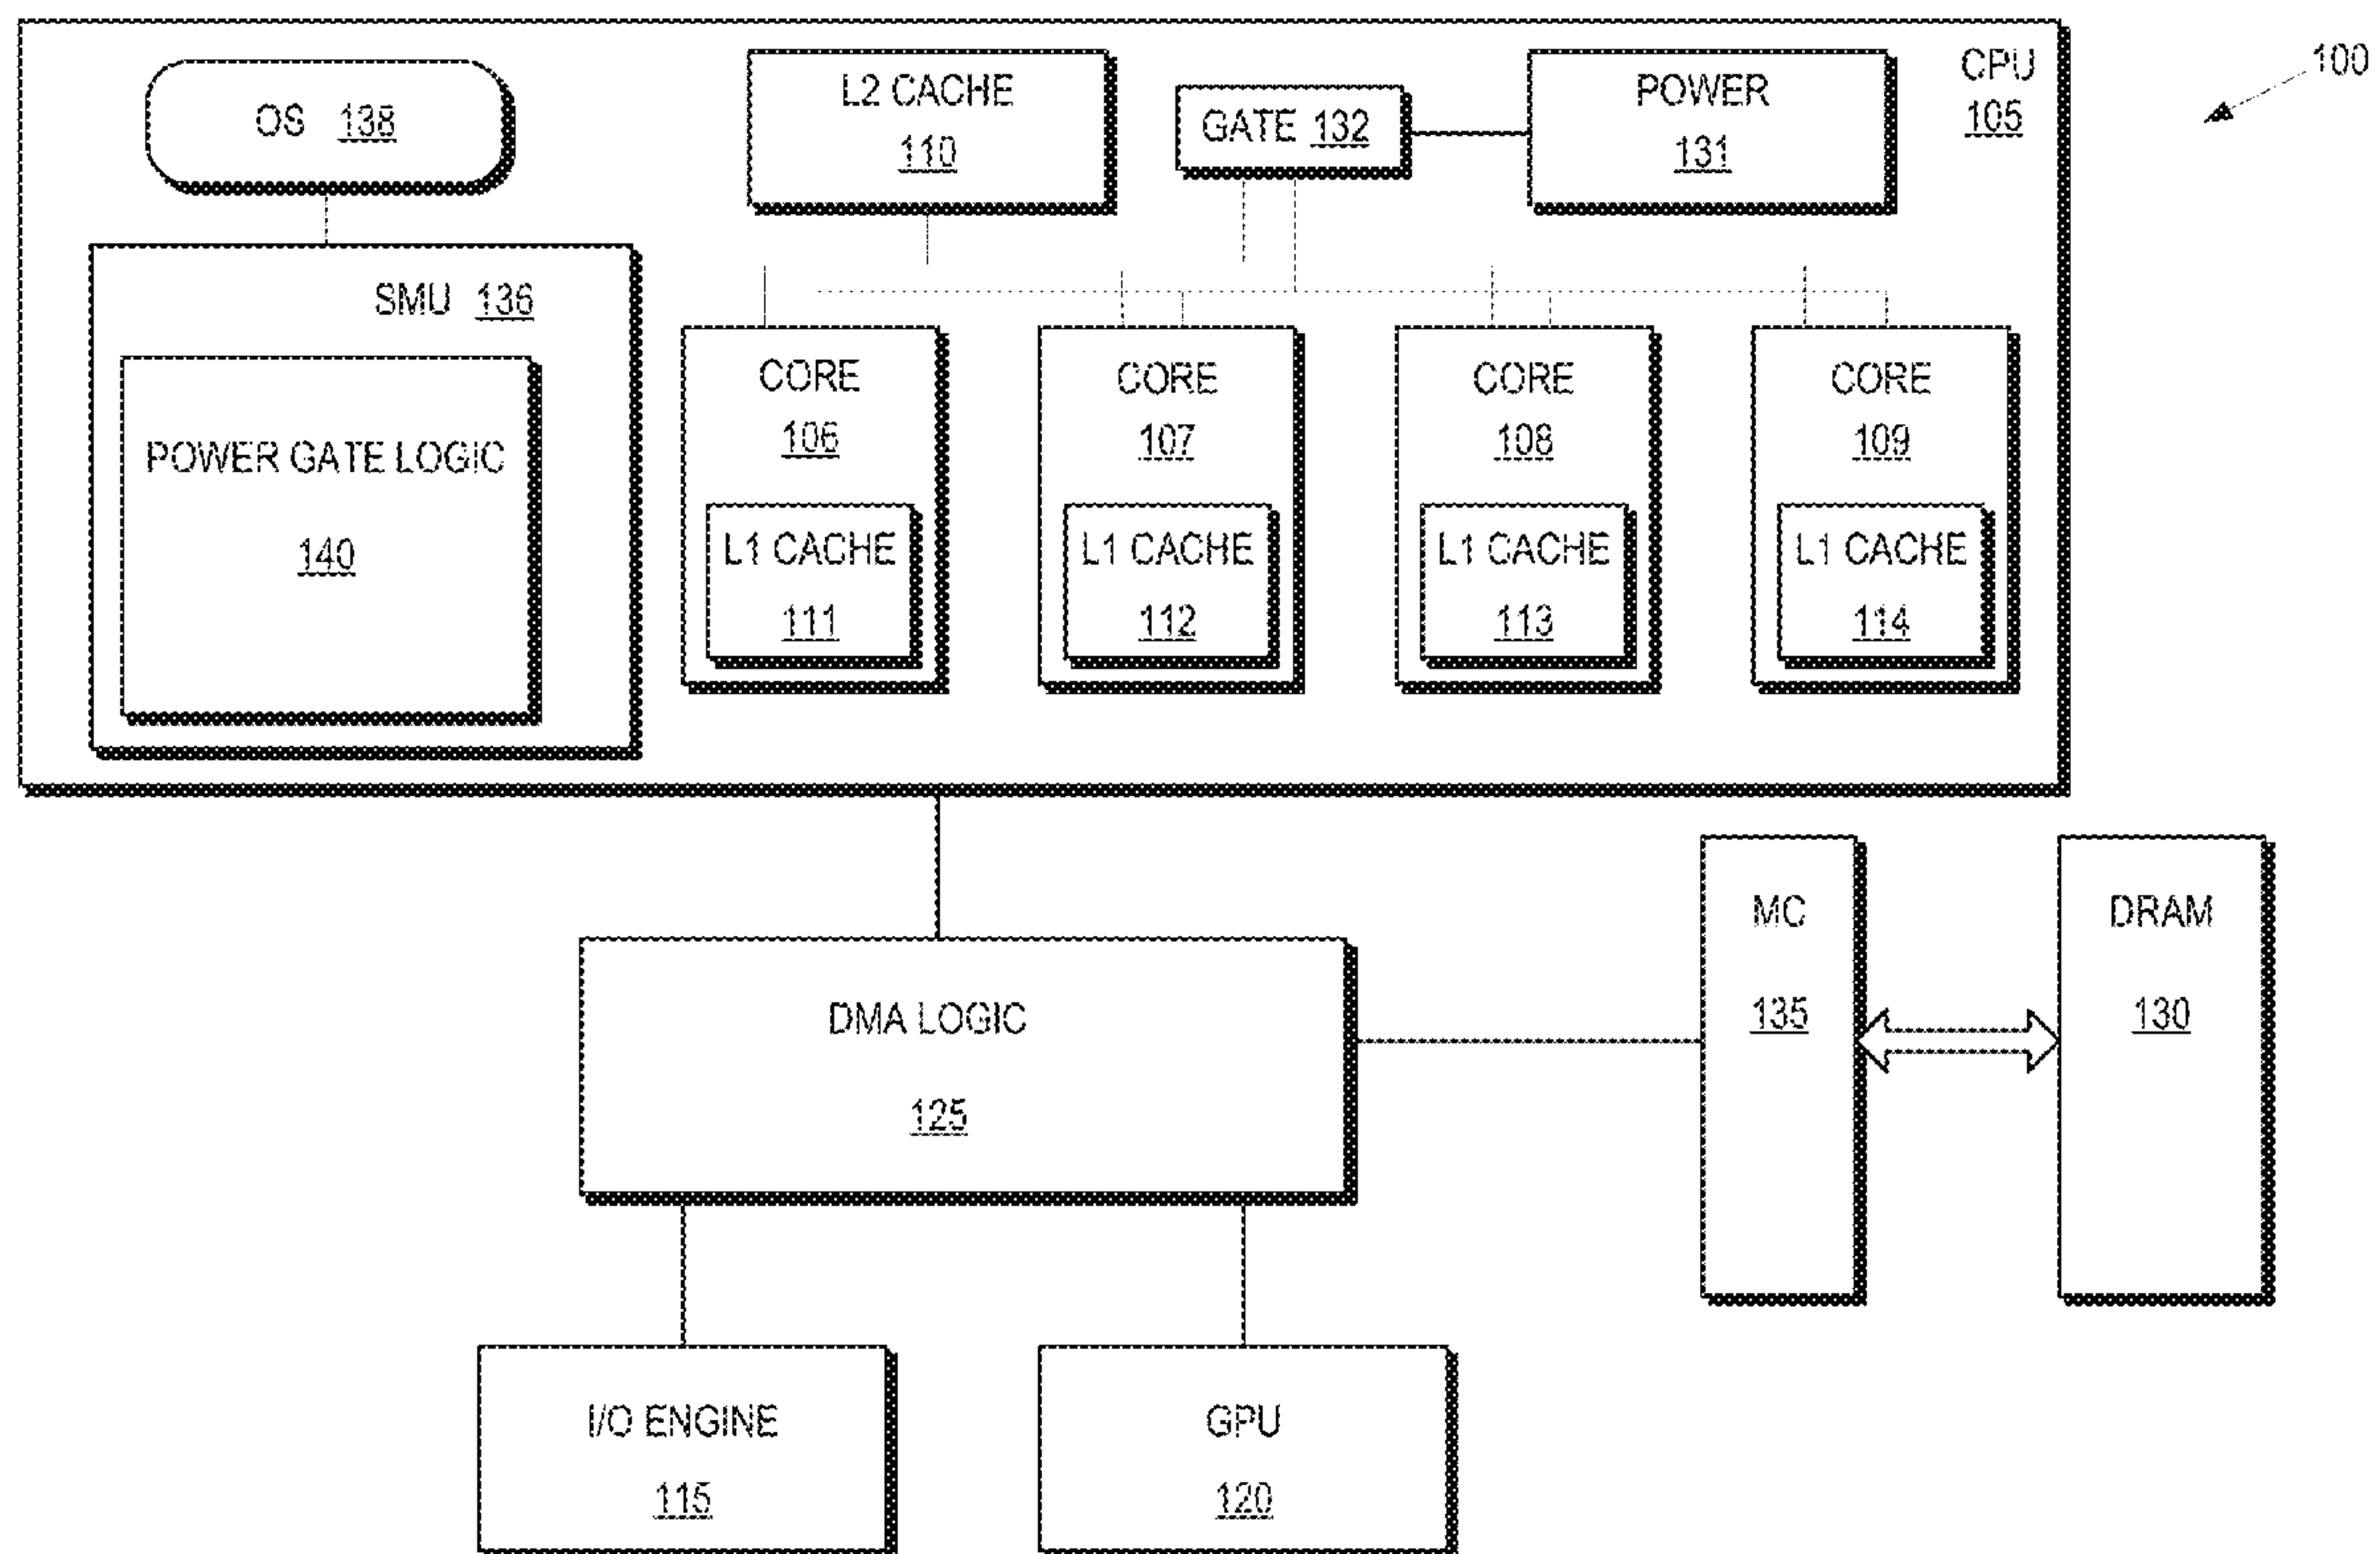 100
CPU
105
OS 138
L2 CACHE
110
GATE 132
POWER
131
SMU 136
POWER GATE LOGIC
140
CORE
106
L1 CACHE
111
CORE
107
L1 CACHE
112
CORE
108
L1 CACHE
113
CORE
109
L1 CACHE
114
DMA LOGIC
125
MC
135
DRAM
130
I/O ENGINE
115
GPU
120